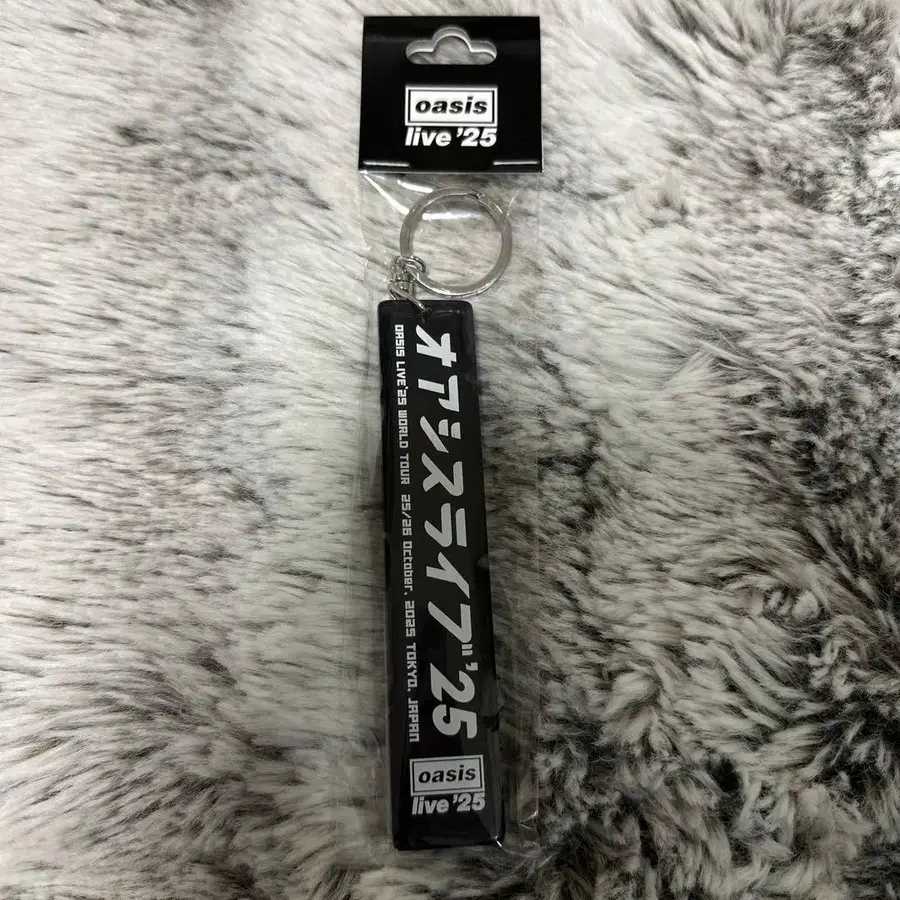 oasis
live '25
オアシスライブ'25
OASIS LIVE'25 WORLD TOUR 25/26 October, 2025 TOKYO, JAPAN
oasis
live '25